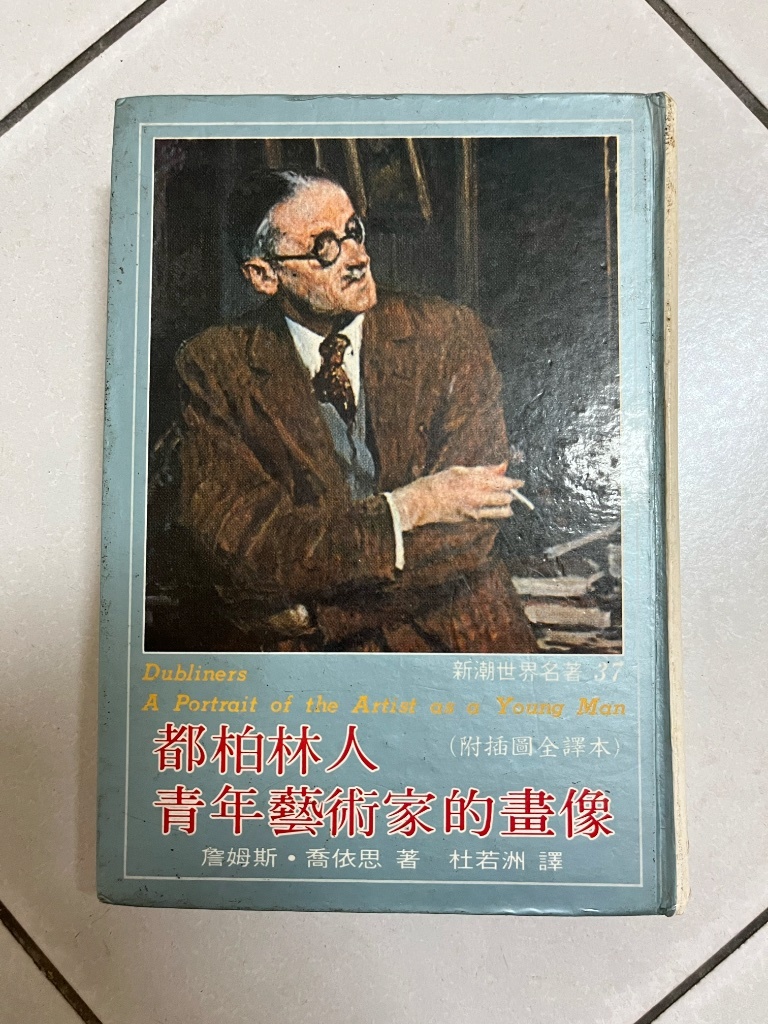 Dubliners 新潮世界名著 37
A Portrait of the Artist as a Young Man
都柏林人 (附插圖全譯本)
青年藝術家的畫像
詹姆斯·喬依思 著 杜若洲 譯